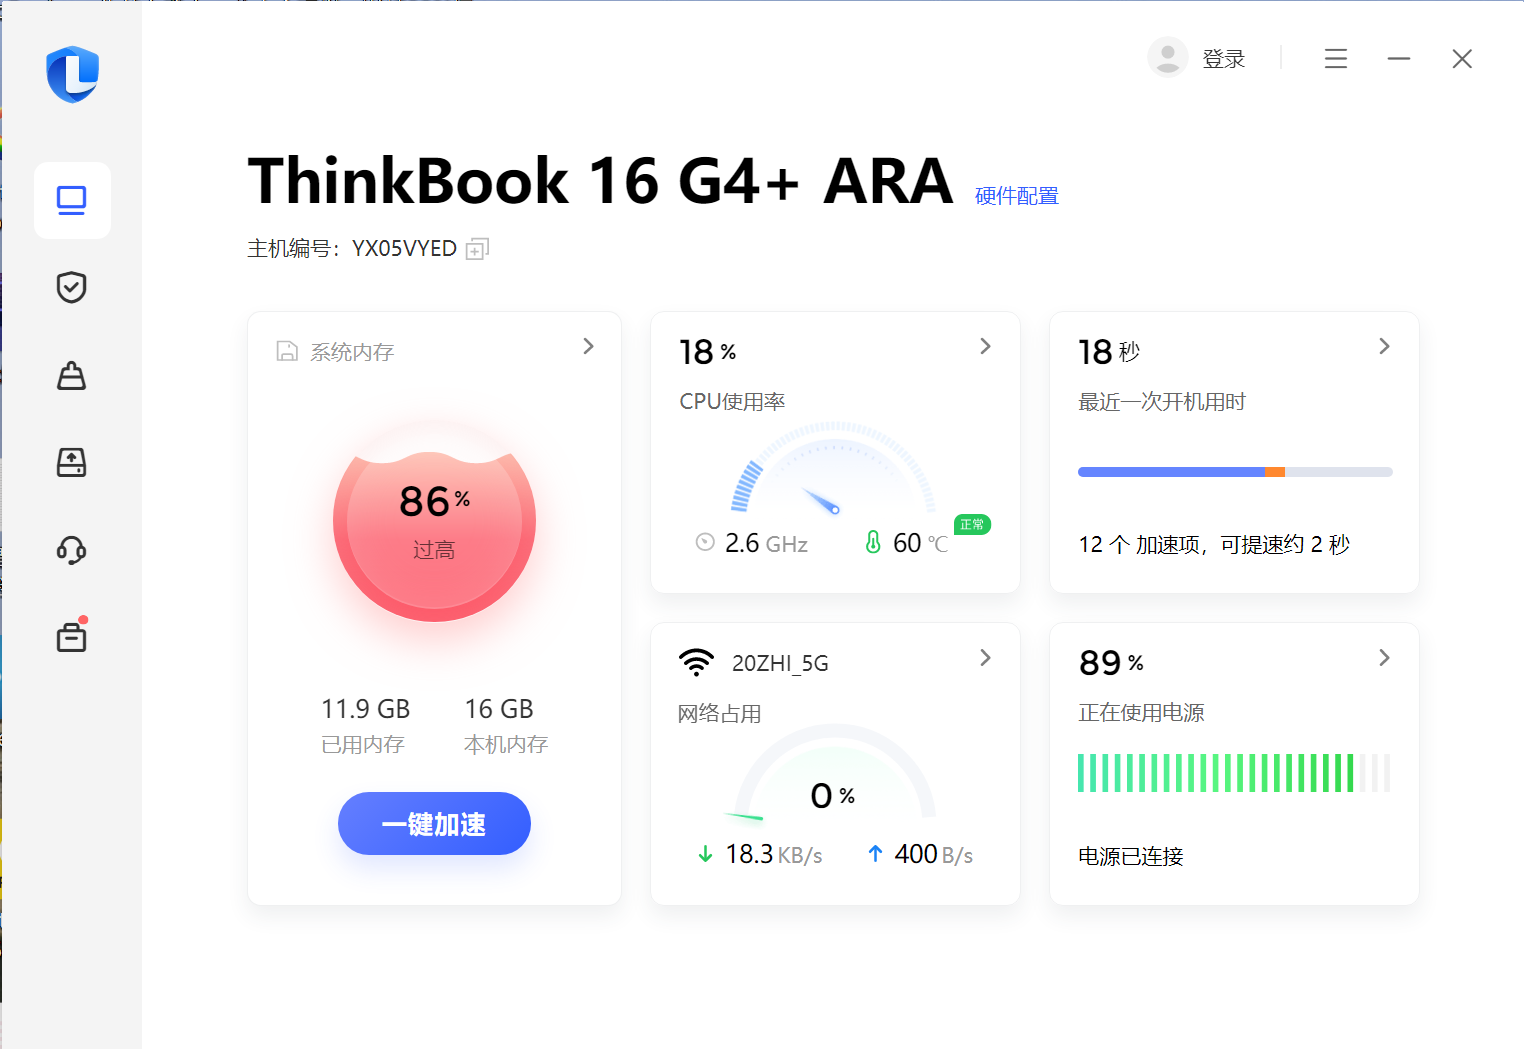 登录
ThinkBook 16 G4+ ARA 硬件配置
主机编号：YX05VYED
系统内存
86 %
过高
11.9 GB 16 GB
已用内存 本机内存
一键加速
18 %
CPU使用率
2.6 GHz 60 ℃ 正常
18 秒
最近一次开机用时
12 个 加速项，可提速约 2 秒
20ZHI_5G
网络占用
0 %
18.3 KB/s 400 B/s
89 %
正在使用电源
电源已连接